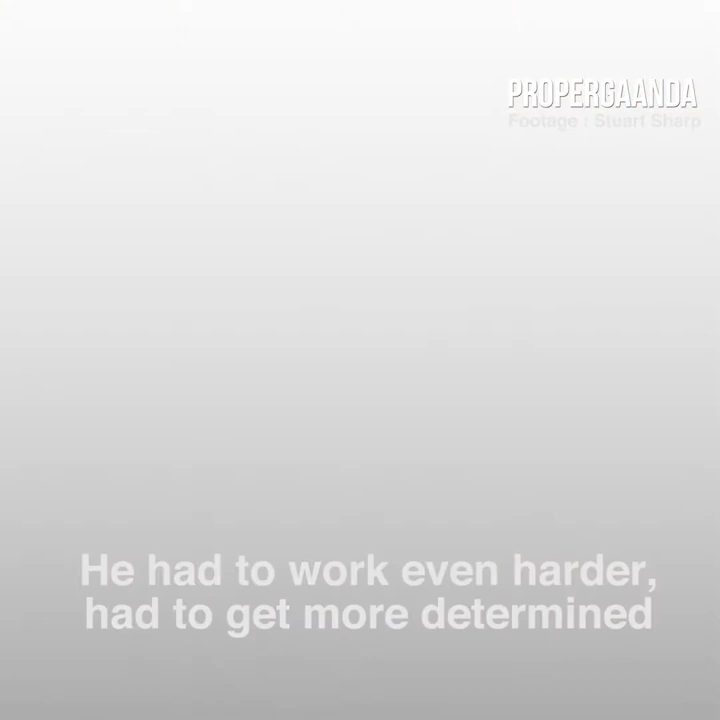 PROPERGAANDA
Footage : Stuart Sharp
He had to work even harder,
had to get more determined